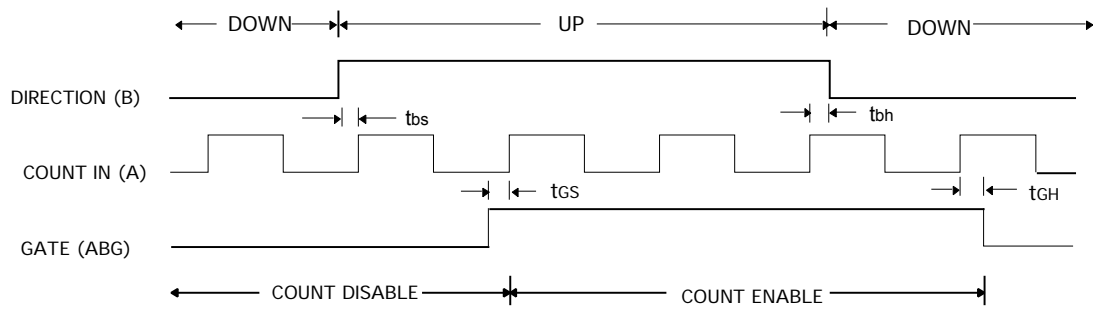 DOWN UP DOWN
DIRECTION (B)
tbs tbh
COUNT IN (A)
tGS tGH
GATE (ABG)
COUNT DISABLE COUNT ENABLE